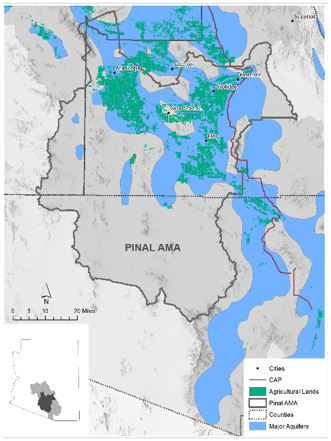 Superior
Maricopa
Florence
Coolidge
Casa Grande
Eloy
PINAL AMA
N
0 5 10 20 Miles
Cities
CAP
Agricultural Lands
Pinal AMA
Counties
Major Aquifers